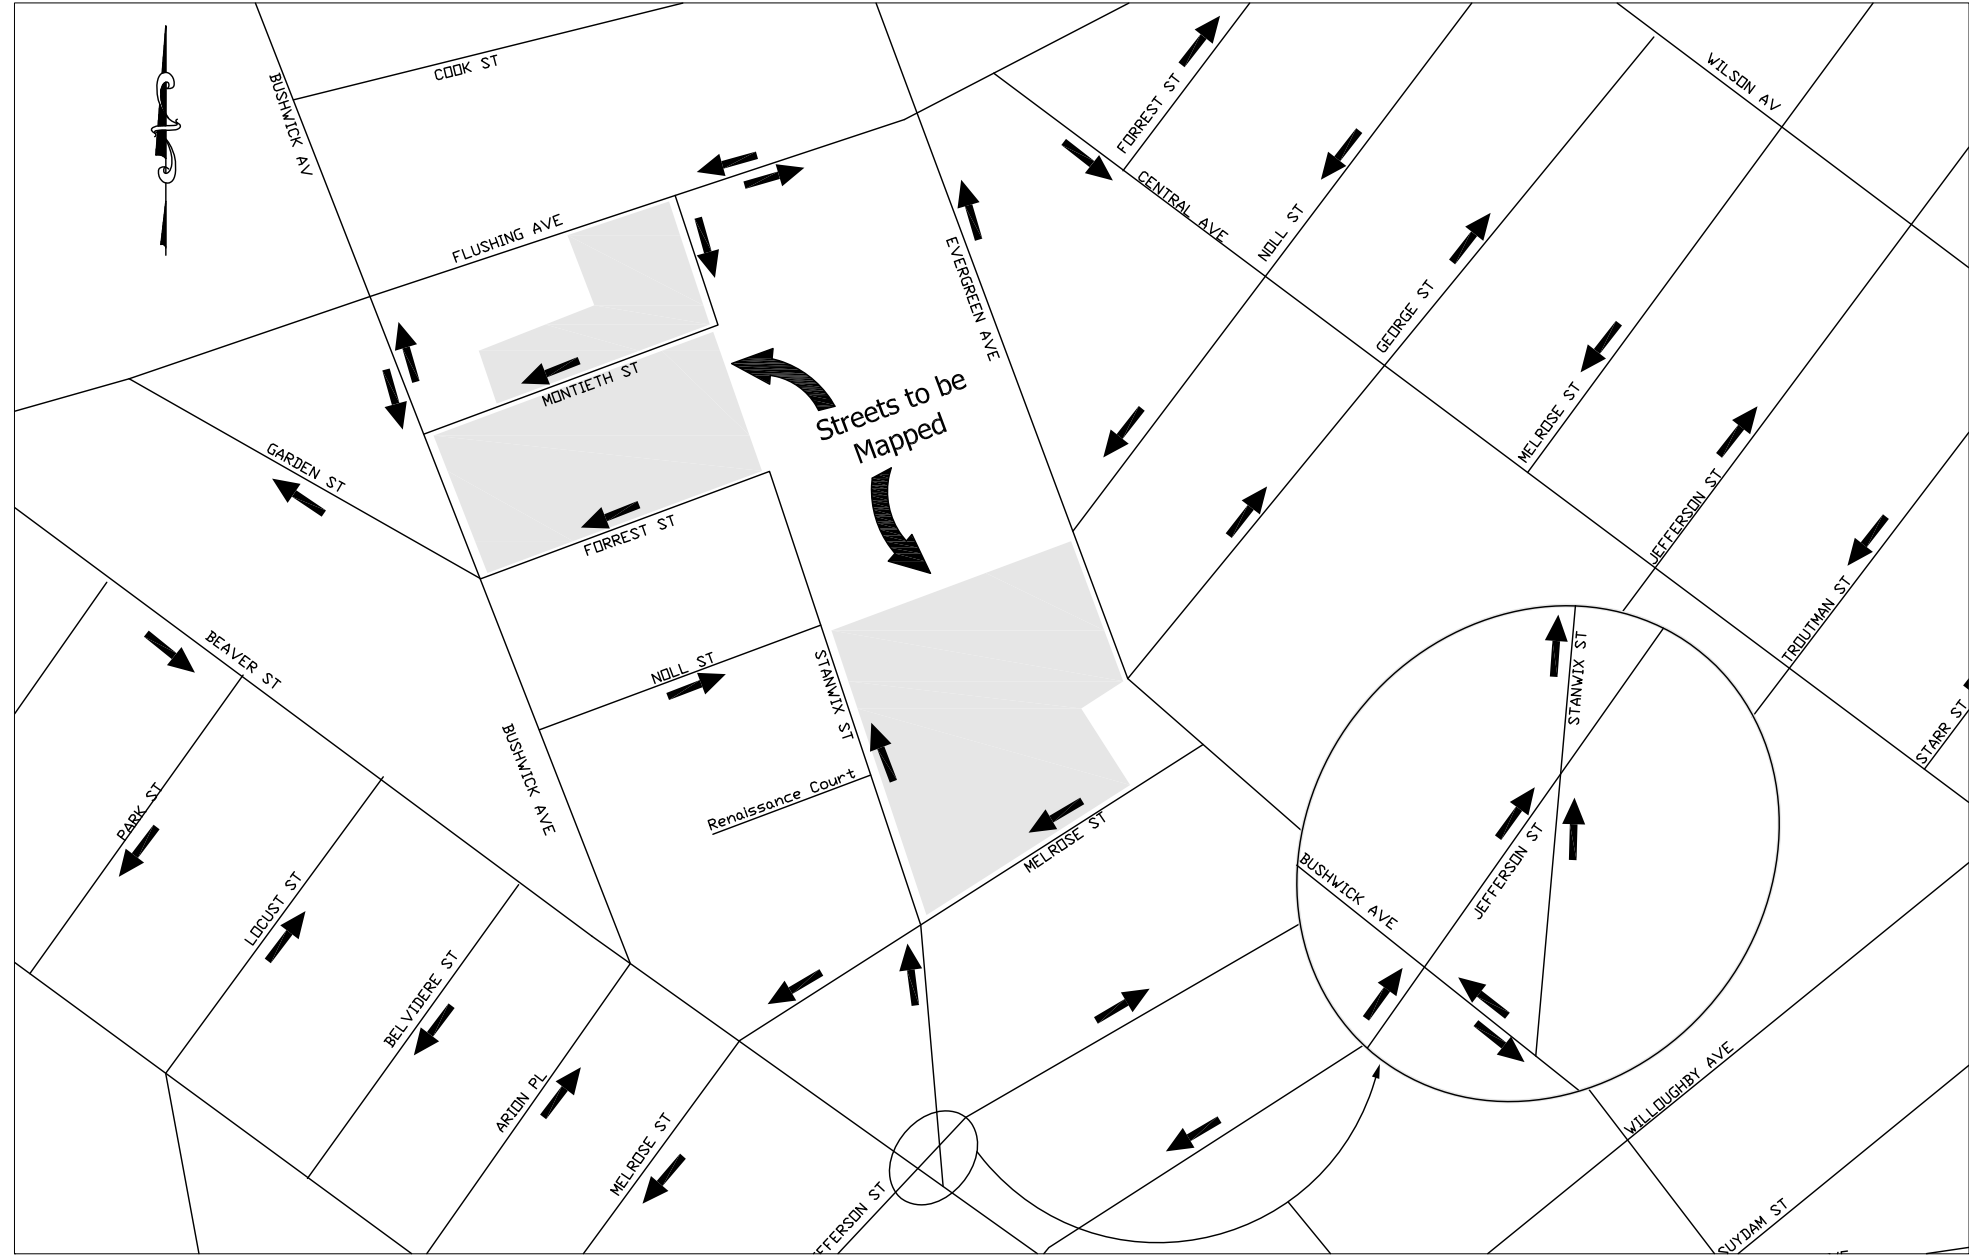 COOK ST
BUSHWICK AV
WILSON AV
FORREST ST
CENTRAL AVE
FLUSHING AVE
NOLL ST
EVERGREEN AVE
GEORGE ST
MONTIETH ST
Streets to be
Mapped
MELROSE ST
GARDEN ST
FORREST ST
JEFFERSON ST
TROUTMAN ST
BEAVER ST
NOLL ST
STANWIX ST
STANWIX ST
STARR ST
BUSHWICK AVE
Renaissance Court
PARK ST
MELROSE ST
JEFFERSON ST
BUSHWICK AVE
LOCUST ST
BELVIDERE ST
ARION PL
WILLOUGHBY AVE
MELROSE ST
EFFERSON ST
SUYDAM ST